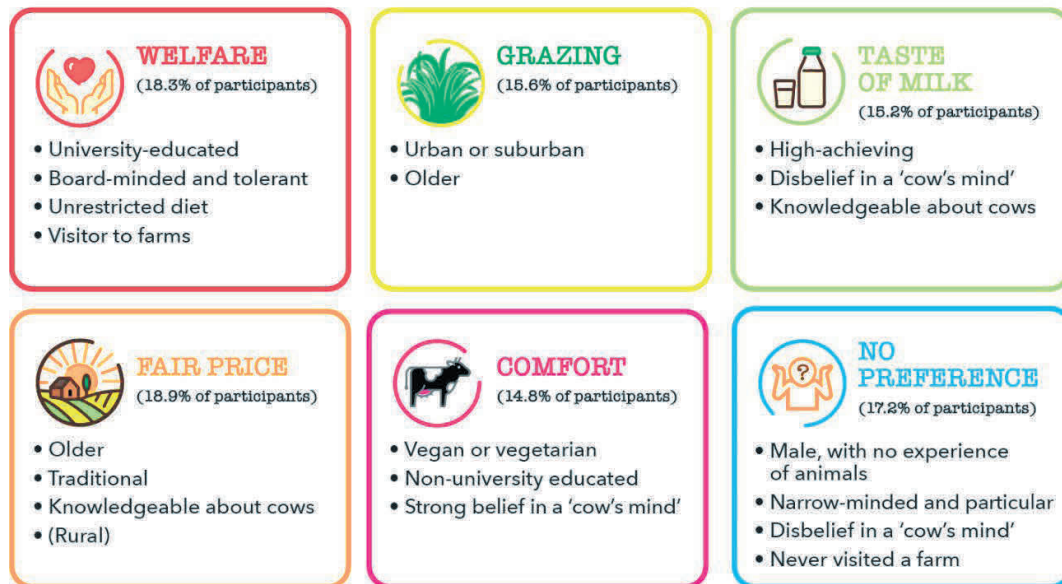 WELFARE
(18.3% of participants)
• University-educated
• Board-minded and tolerant
• Unrestricted diet
• Visitor to farms
GRAZING
(15.6% of participants)
• Urban or suburban
• Older
TASTE
OF MILK
(15.2% of participants)
• High-achieving
• Disbelief in a ‘cow’s mind’
• Knowledgeable about cows
FAIR PRICE
(18.9% of participants)
• Older
• Traditional
• Knowledgeable about cows
• (Rural)
COMFORT
(14.8% of participants)
• Vegan or vegetarian
• Non-university educated
• Strong belief in a ‘cow’s mind’
?
NO
PREFERENCE
(17.2% of participants)
• Male, with no experience
of animals
• Narrow-minded and particular
• Disbelief in a ‘cow’s mind’
• Never visited a farm